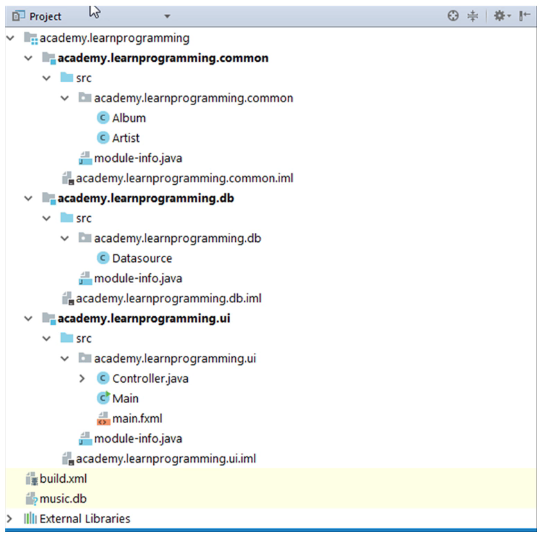 Project
academy.learnprogramming
academy.learnprogramming.common
src
academy.learnprogramming.common
Album
Artist
module-info.java
academy.learnprogramming.common.iml
academy.learnprogramming.db
src
academy.learnprogramming.db
Datasource
module-info.java
academy.learnprogramming.db.iml
academy.learnprogramming.ui
src
academy.learnprogramming.ui
Controller.java
Main
main.fxml
module-info.java
academy.learnprogramming.ui.iml
build.xml
music.db
External Libraries